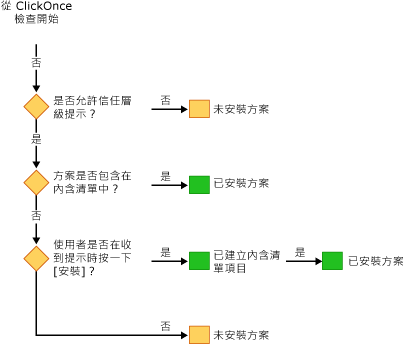 從 ClickOnce
檢查開始
否
是否允許信任層
級提示？
否
未安裝方案
是
方案是否包含在
內含清單中？
是
已安裝方案
否
使用者是否在收
到提示時按一下
[安裝]？
是
已建立內含清
單項目
是
已安裝方案
否
未安裝方案